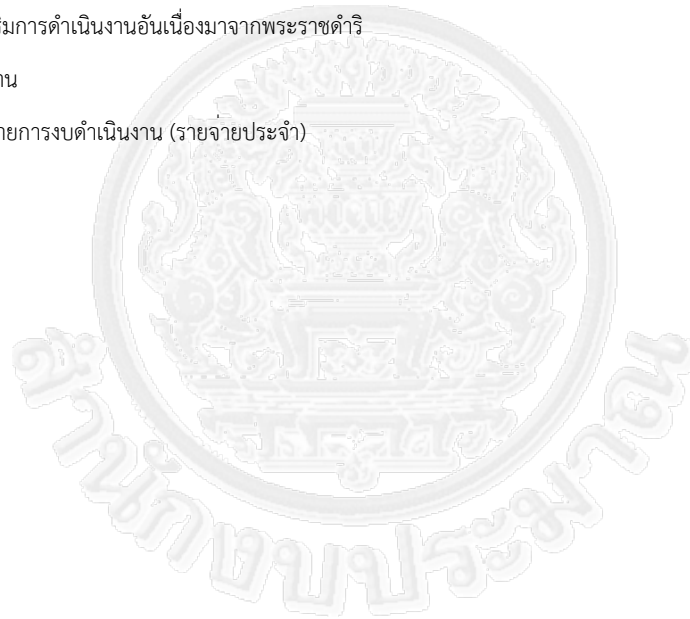 ริมการดำเนินงานอันเนื่องมาจากพระราชดำริ
าน
ายการงบดำเนินงาน (รายจ่ายประจำ)
สำนักงบประมาณ